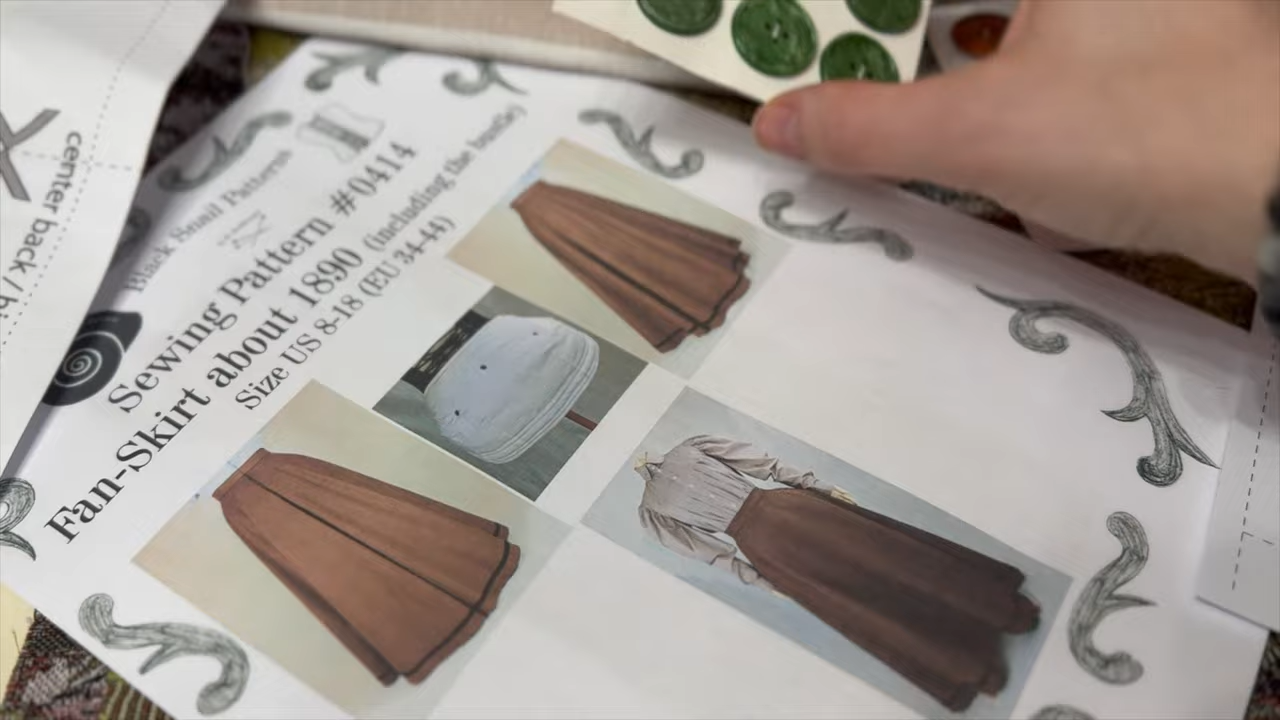 Black Snail Patterns
Sewing Pattern #0414
Fan-Skirt about 1890 (including the bustle)
Size US 8-18 (EU 34-44)
center back / hi